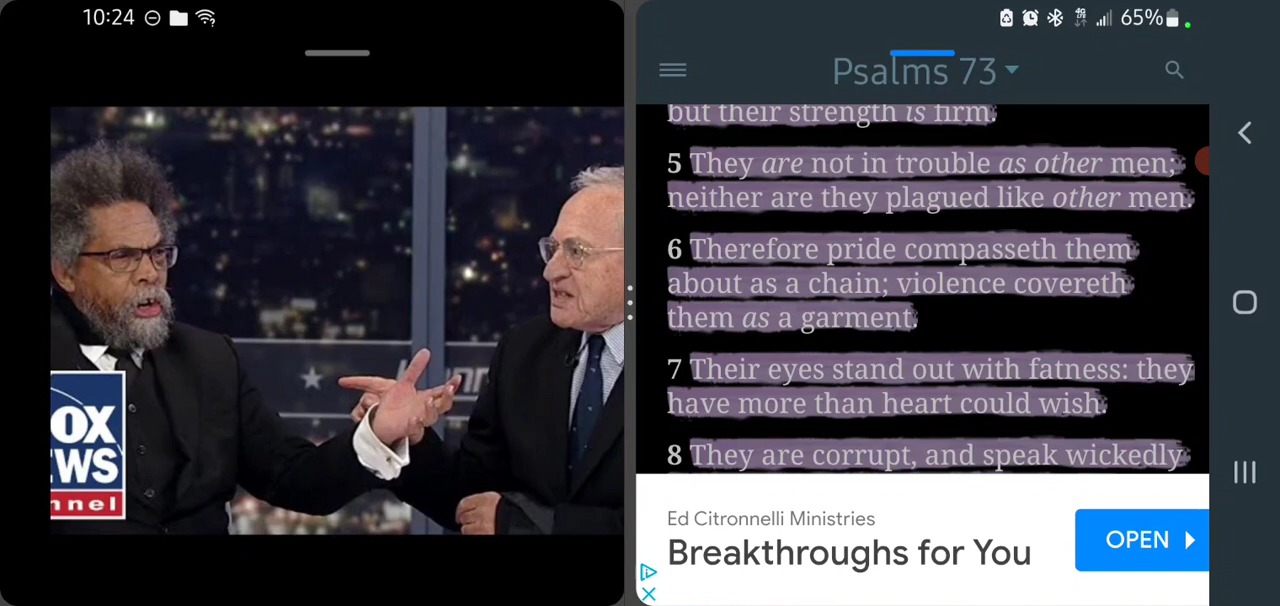 10:24
65%
OX
WS
nnel
Psalms 73
but their strength is firm.
5 They are not in trouble as other men;
neither are they plagued like other men.
6 Therefore pride compasseth them
about as a chain; violence covereth
them as a garment.
7 Their eyes stand out with fatness: they
have more than heart could wish.
8 They are corrupt, and speak wickedly
Ed Citronnelli Ministries
Breakthroughs for You
OPEN